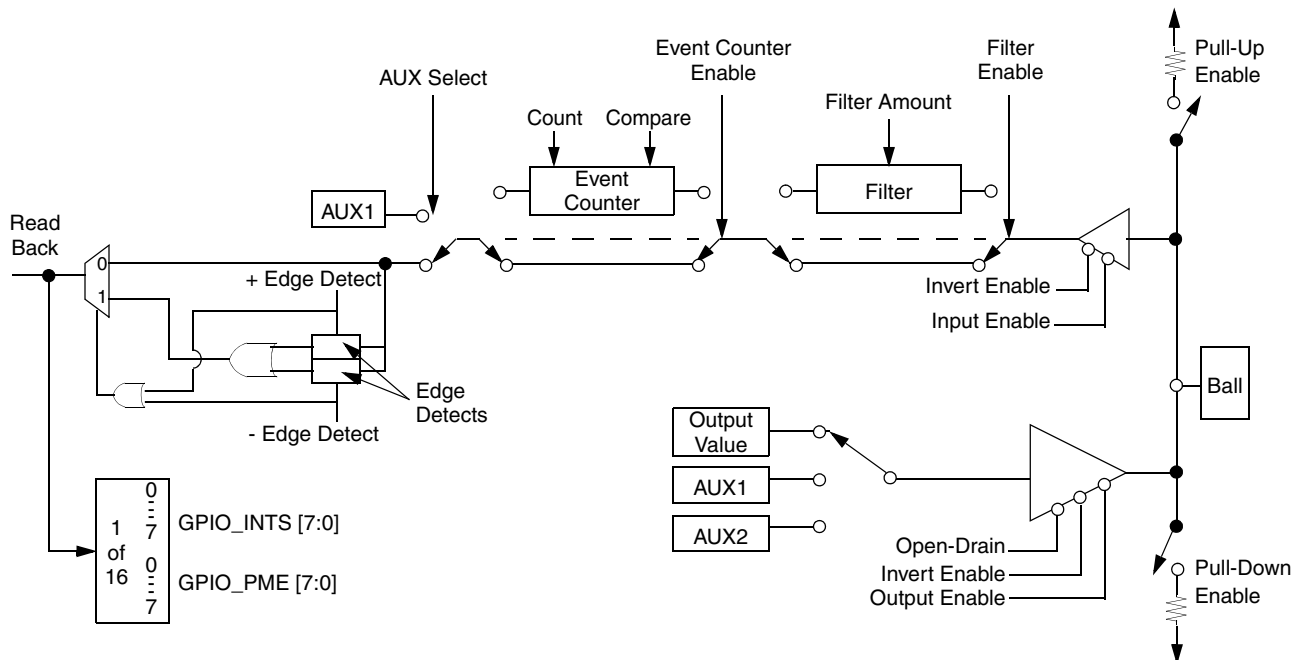 Pull-Up
Enable
Event Counter
Enable
Filter
Enable
AUX Select
Filter Amount
Count
Compare
Event
Counter
Filter
AUX1
Read
Back
0
1
+ Edge Detect
Invert Enable
Input Enable
Edge
Detects
- Edge Detect
Ball
Output
Value
AUX1
AUX2
Open-Drain
Invert Enable
Output Enable
Pull-Down
Enable
1
of
16
0
7
GPIO_INTS [7:0]
0
7
GPIO_PME [7:0]